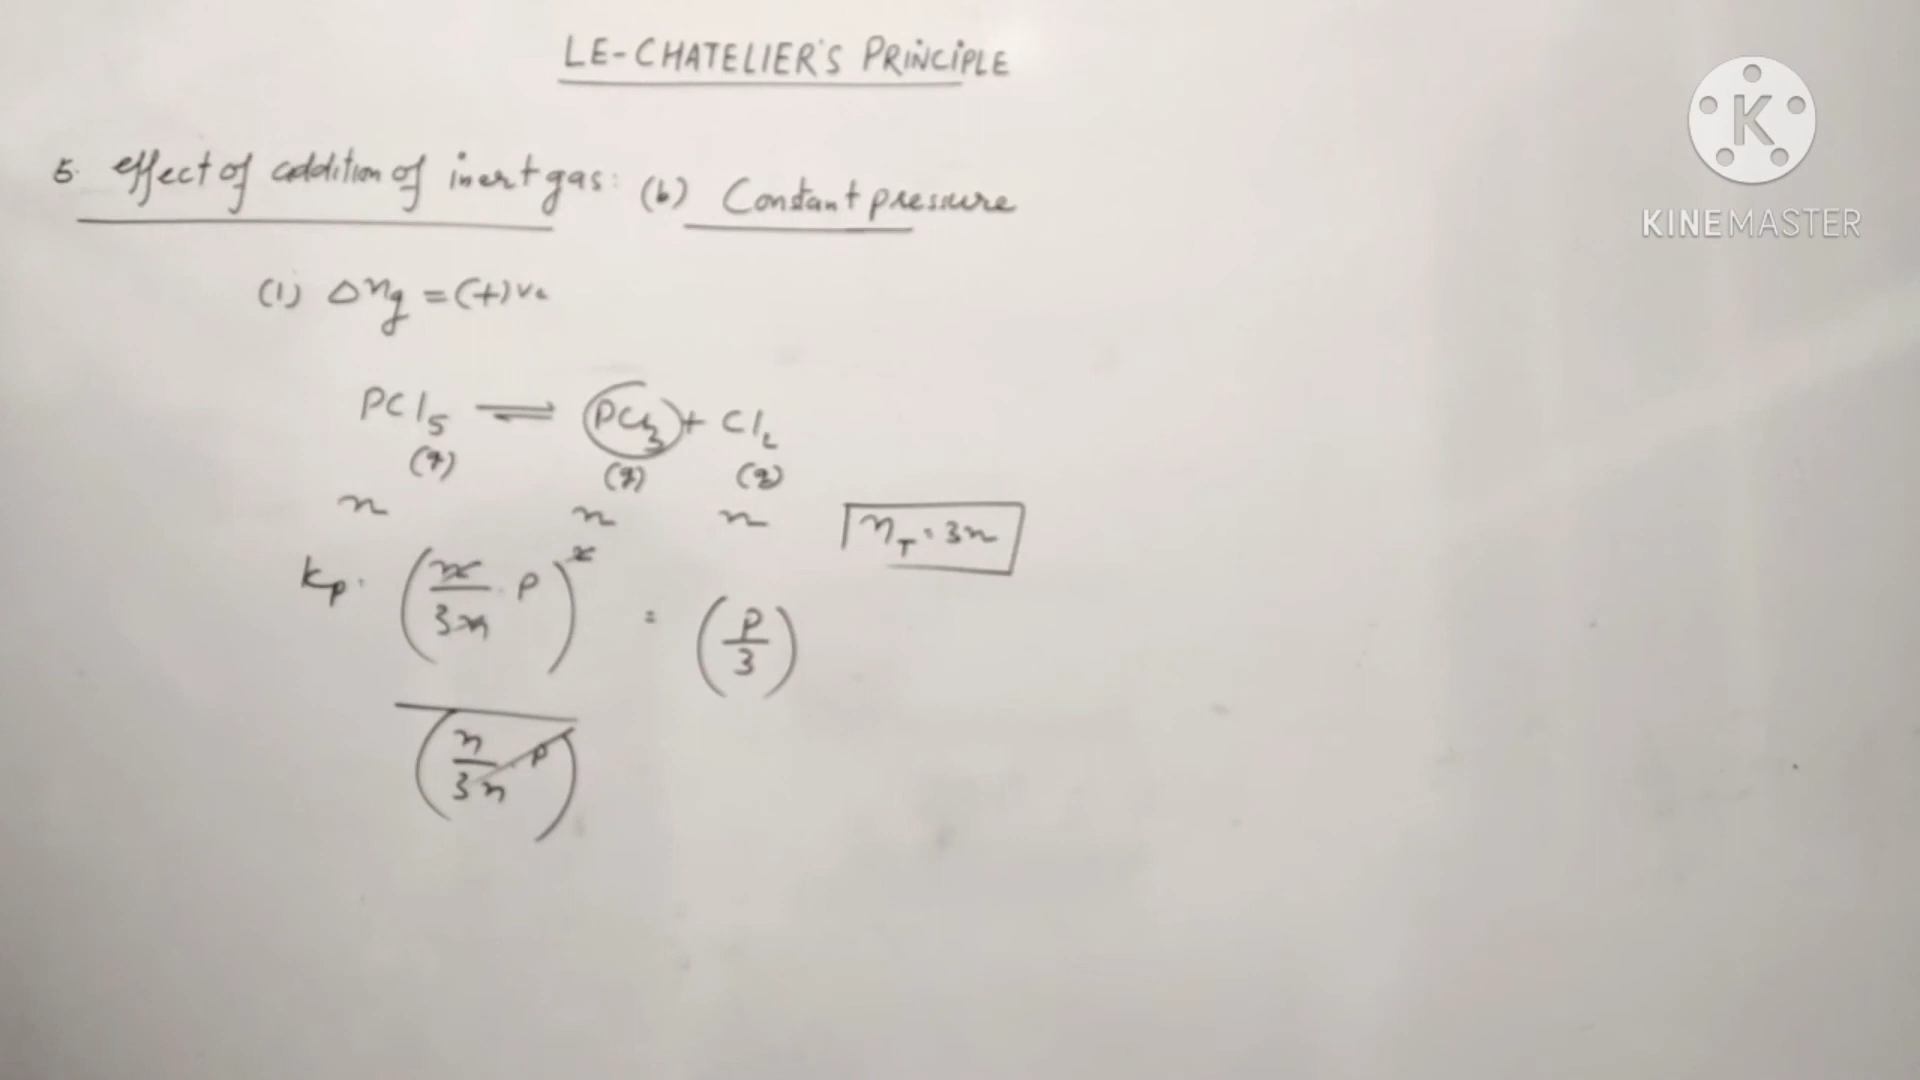 LE-CHATELIER'S PRINCIPLE
K
KINEMASTER
5. effect of addition of inert gas: (b) Constant pressure
(1) Δng = (+)ve
PCl5 ⇌ PCl3 + Cl2
(g) (g) (g)
n n n nT = 3n
Kp = (n/3n · P)^2 = (P/3)
(n/3n · P)